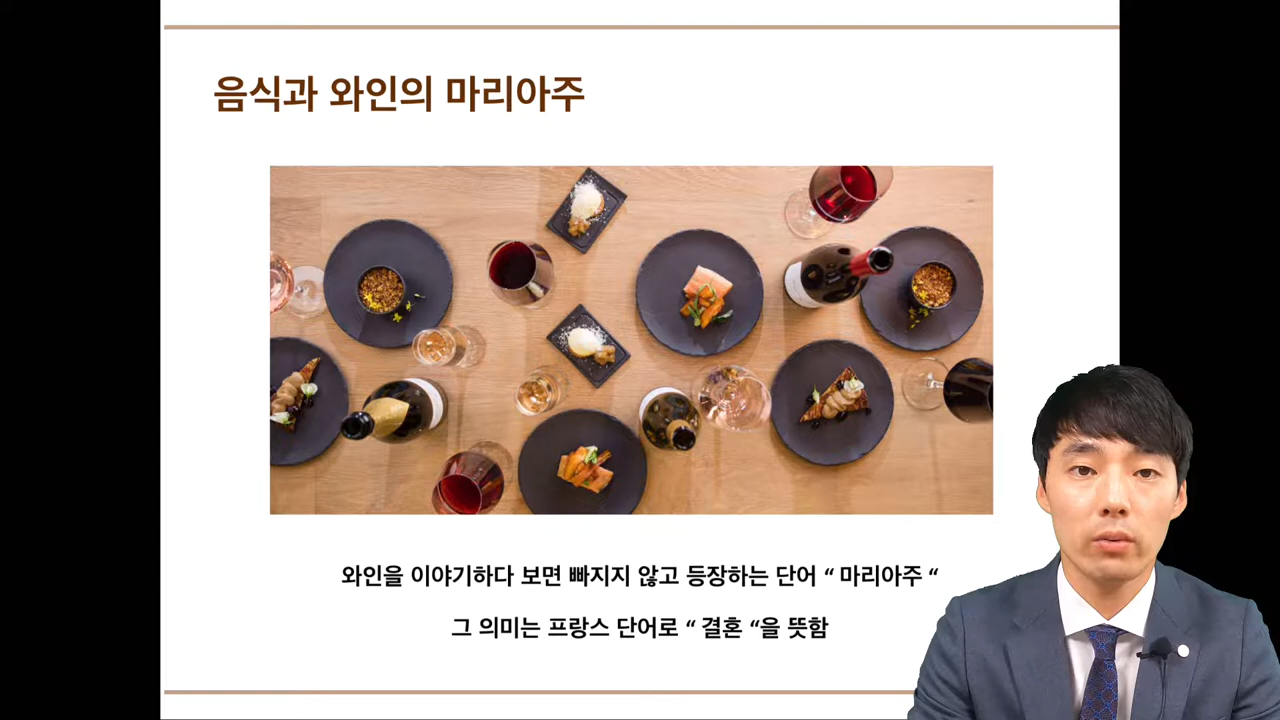 음식과 와인의 마리아주
와인을 이야기하다 보면 빠지지 않고 등장하는 단어 “ 마리아주 “
그 의미는 프랑스 단어로 “ 결혼 “을 뜻함